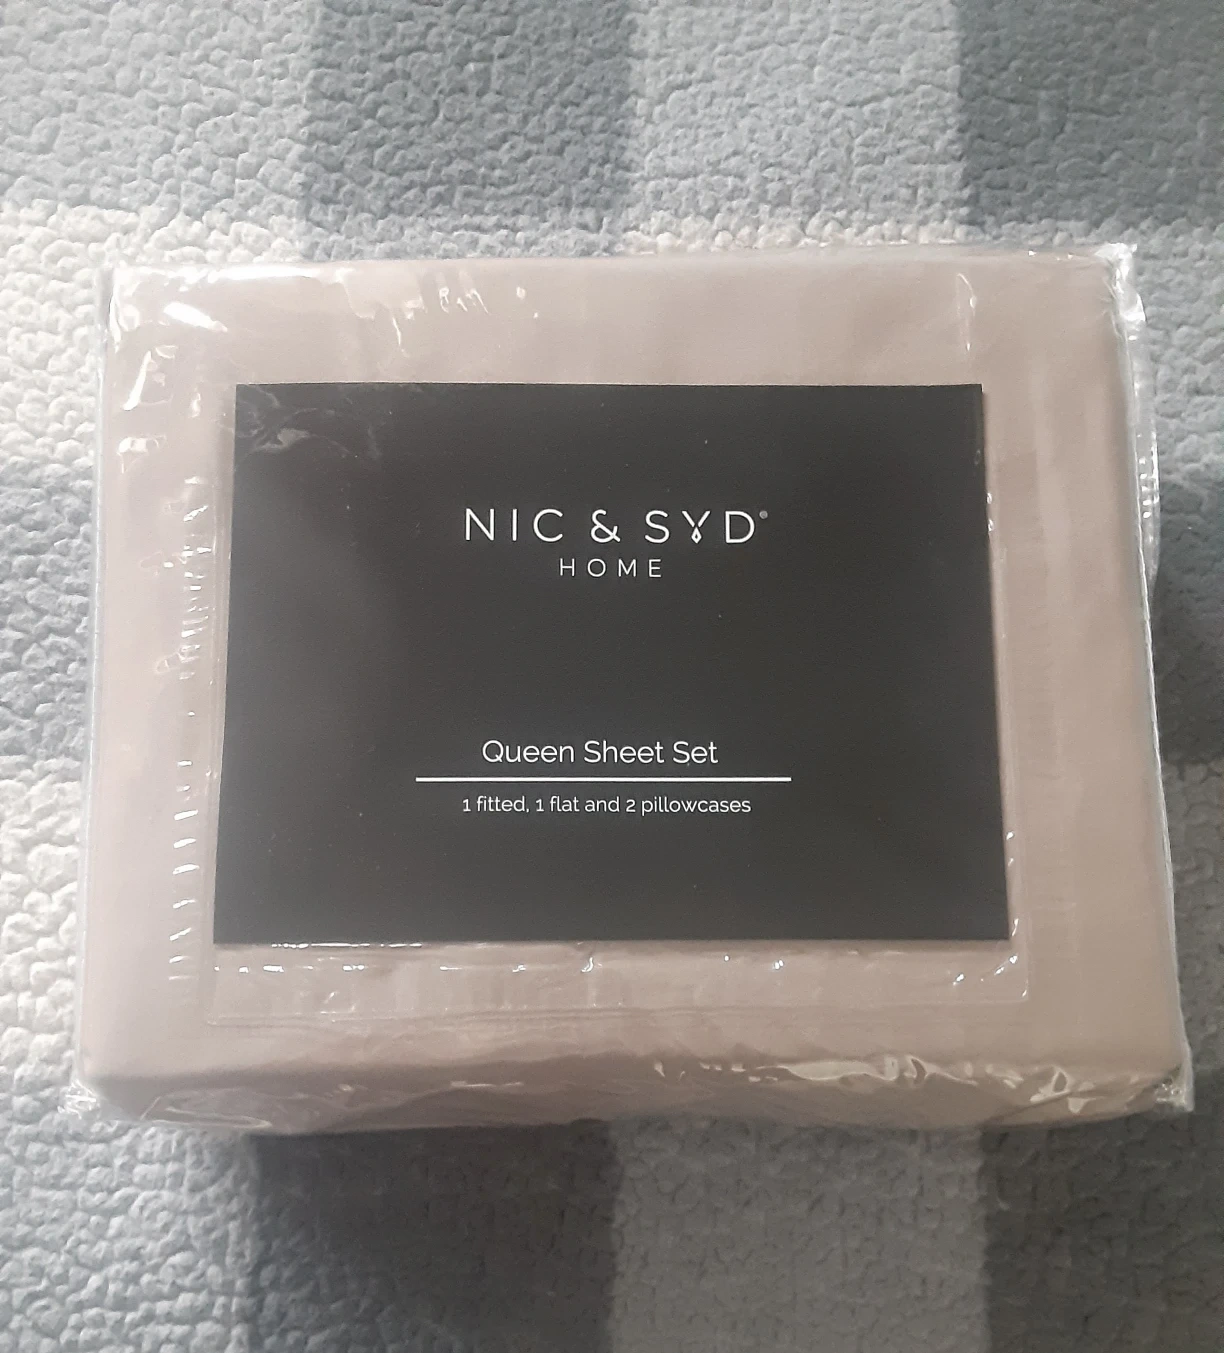 NIC & SYD®
HOME
Queen Sheet Set
1 fitted, 1 flat and 2 pillowcases